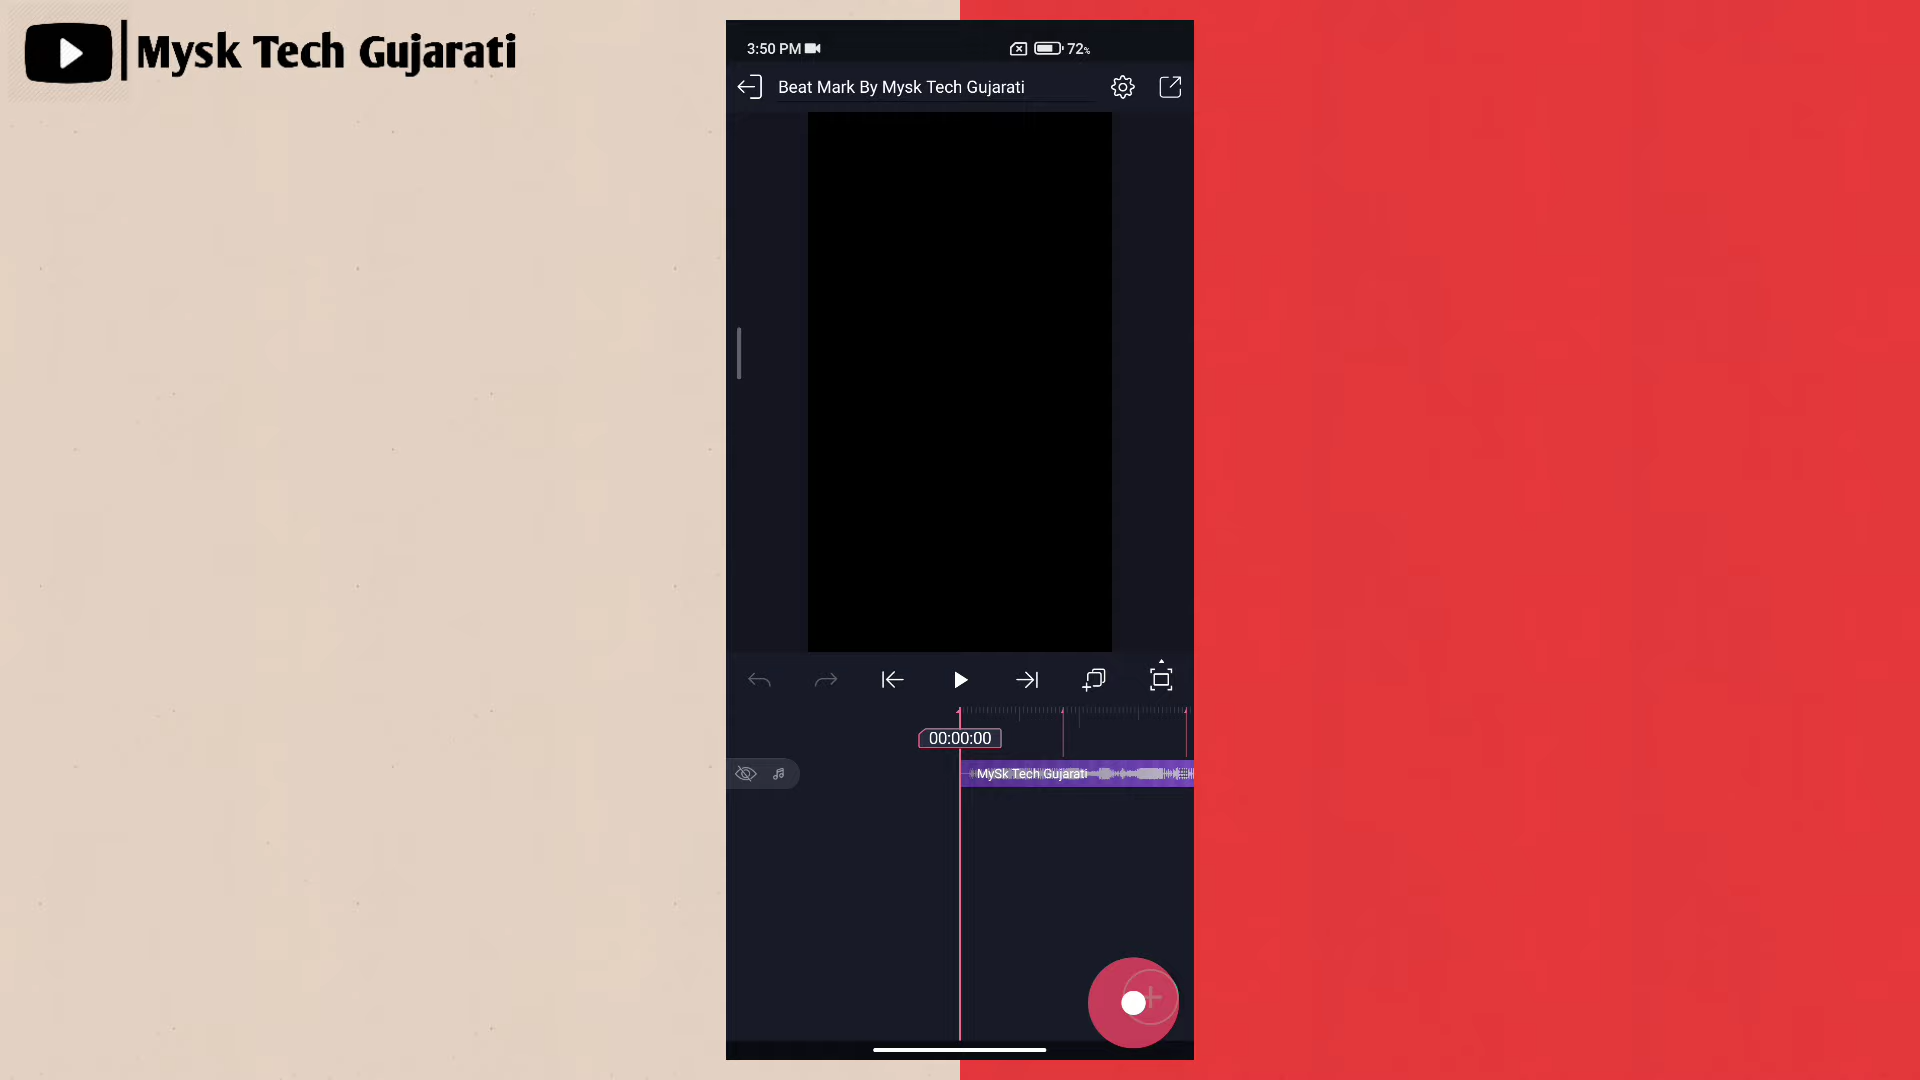 Mysk Tech Gujarati
3:50 PM
72%
Beat Mark By Mysk Tech Gujarati
00:00:00
MySk Tech Gujarati